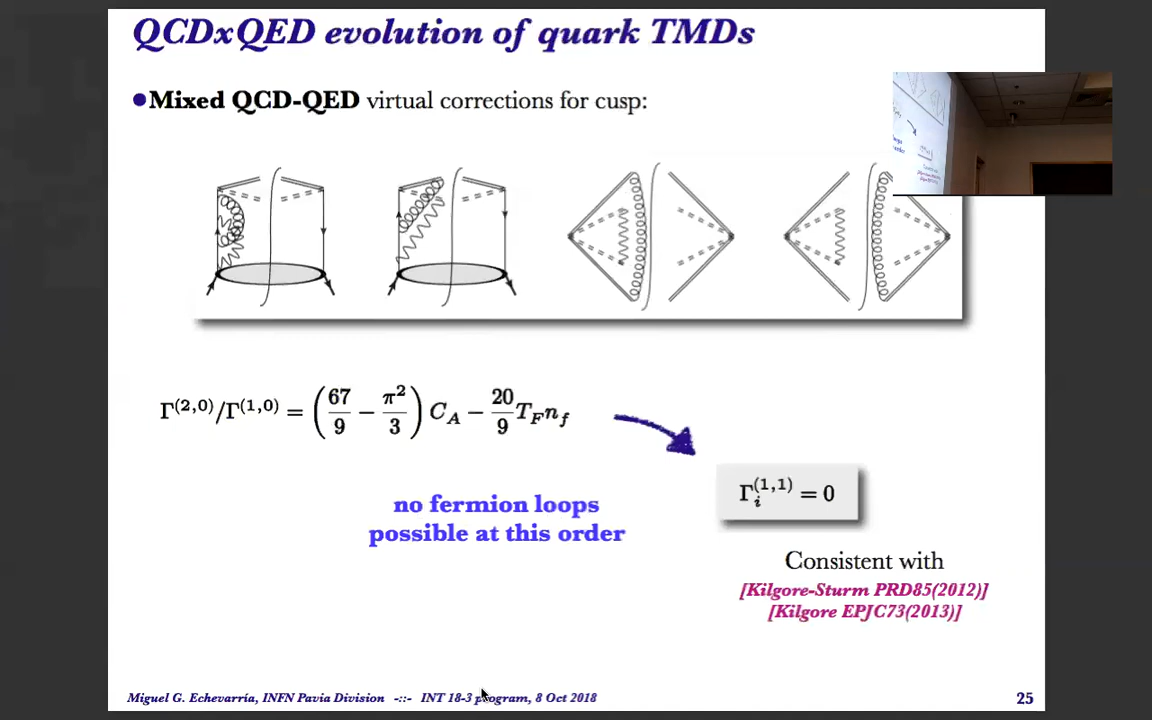 QCDxQED evolution of quark TMDs
●Mixed QCD-QED virtual corrections for cusp:
Γ^(2,0)/Γ^(1,0) = (67/9 − π²/3) C_A − 20/9 T_F n_f
Γ_i^(1,1) = 0
no fermion loops
possible at this order
Consistent with
[Kilgore-Sturm PRD85(2012)]
[Kilgore EPJC73(2013)]
Miguel G. Echevarría, INFN Pavia Division -::- INT 18-3 program, 8 Oct 2018
25